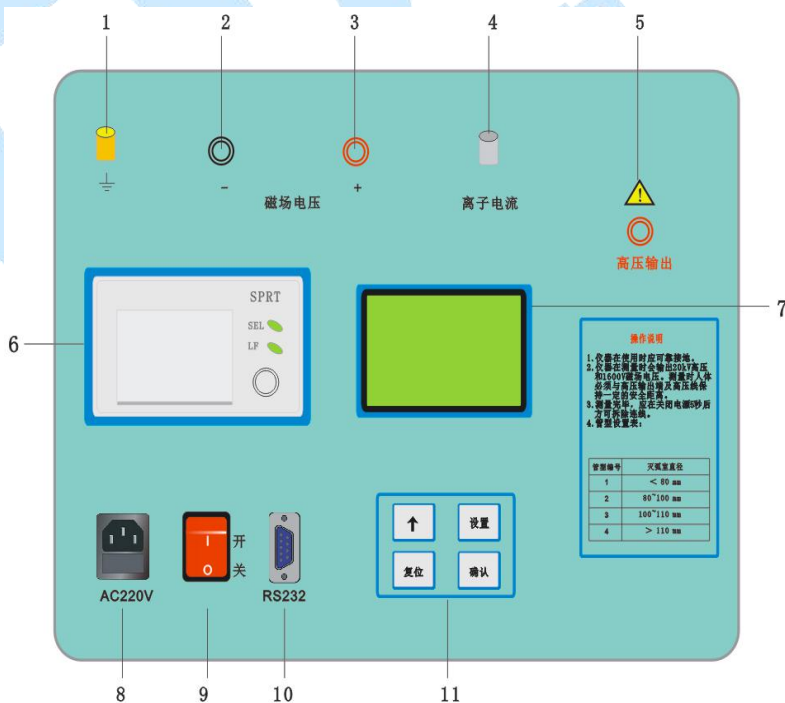 1 2 3 4 5
－ 磁场电压 +
离子电流
高压输出
6
SPRT
SEL
LF
7
操作说明
1.仪器在使用时应可靠接地。
2.仪器在测量时会输出20kV高压
和1600V磁场电压。测量时人体
必须与高压输出端及高压线保
持一定的安全距离。
3.测量完毕，应在关闭电源5秒后
方可拆除连线。
4.管型设置表：
管型编号 灭弧室直径
1 < 80 mm
2 80~100 mm
3 100~110 mm
4 > 110 mm
AC220V
I 开
O 关
RS232
↑ 设置
复位 确认
8 9 10 11